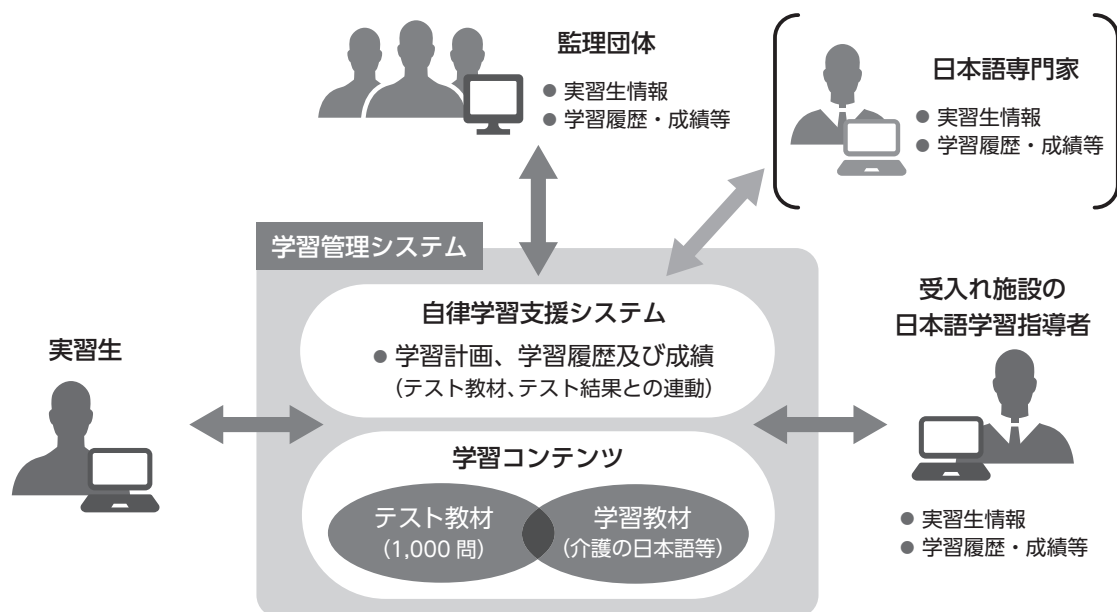 監理団体
● 実習生情報
● 学習履歴・成績等
日本語専門家
● 実習生情報
● 学習履歴・成績等
学習管理システム
自律学習支援システム
● 学習計画、学習履歴及び成績
(テスト教材、テスト結果との連動)
実習生
受入れ施設の
日本語学習指導者
● 実習生情報
● 学習履歴・成績等
学習コンテンツ
テスト教材
(1,000 問)
学習教材
(介護の日本語等)